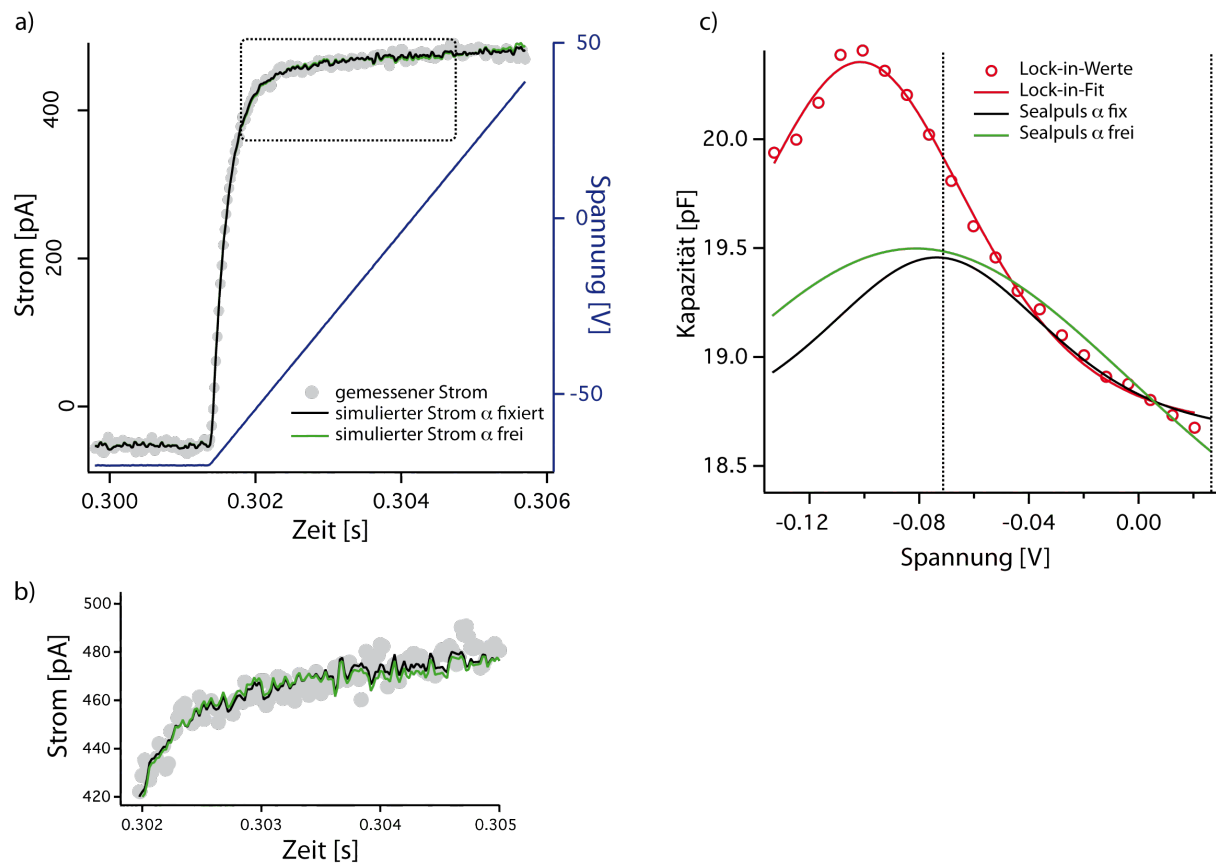 a)
Strom [pA]
400
200
0
50
0
-50
Spannung [V]
gemessener Strom
simulierter Strom α fixiert
simulierter Strom α frei
0.300
0.302
0.304
0.306
Zeit [s]
b)
Strom [pA]
500
480
460
440
420
0.302
0.303
0.304
0.305
Zeit [s]
c)
Kapazität [pF]
20.0
19.5
19.0
18.5
Lock-in-Werte
Lock-in-Fit
Sealpuls α fix
Sealpuls α frei
-0.12
-0.08
-0.04
0.00
Spannung [V]